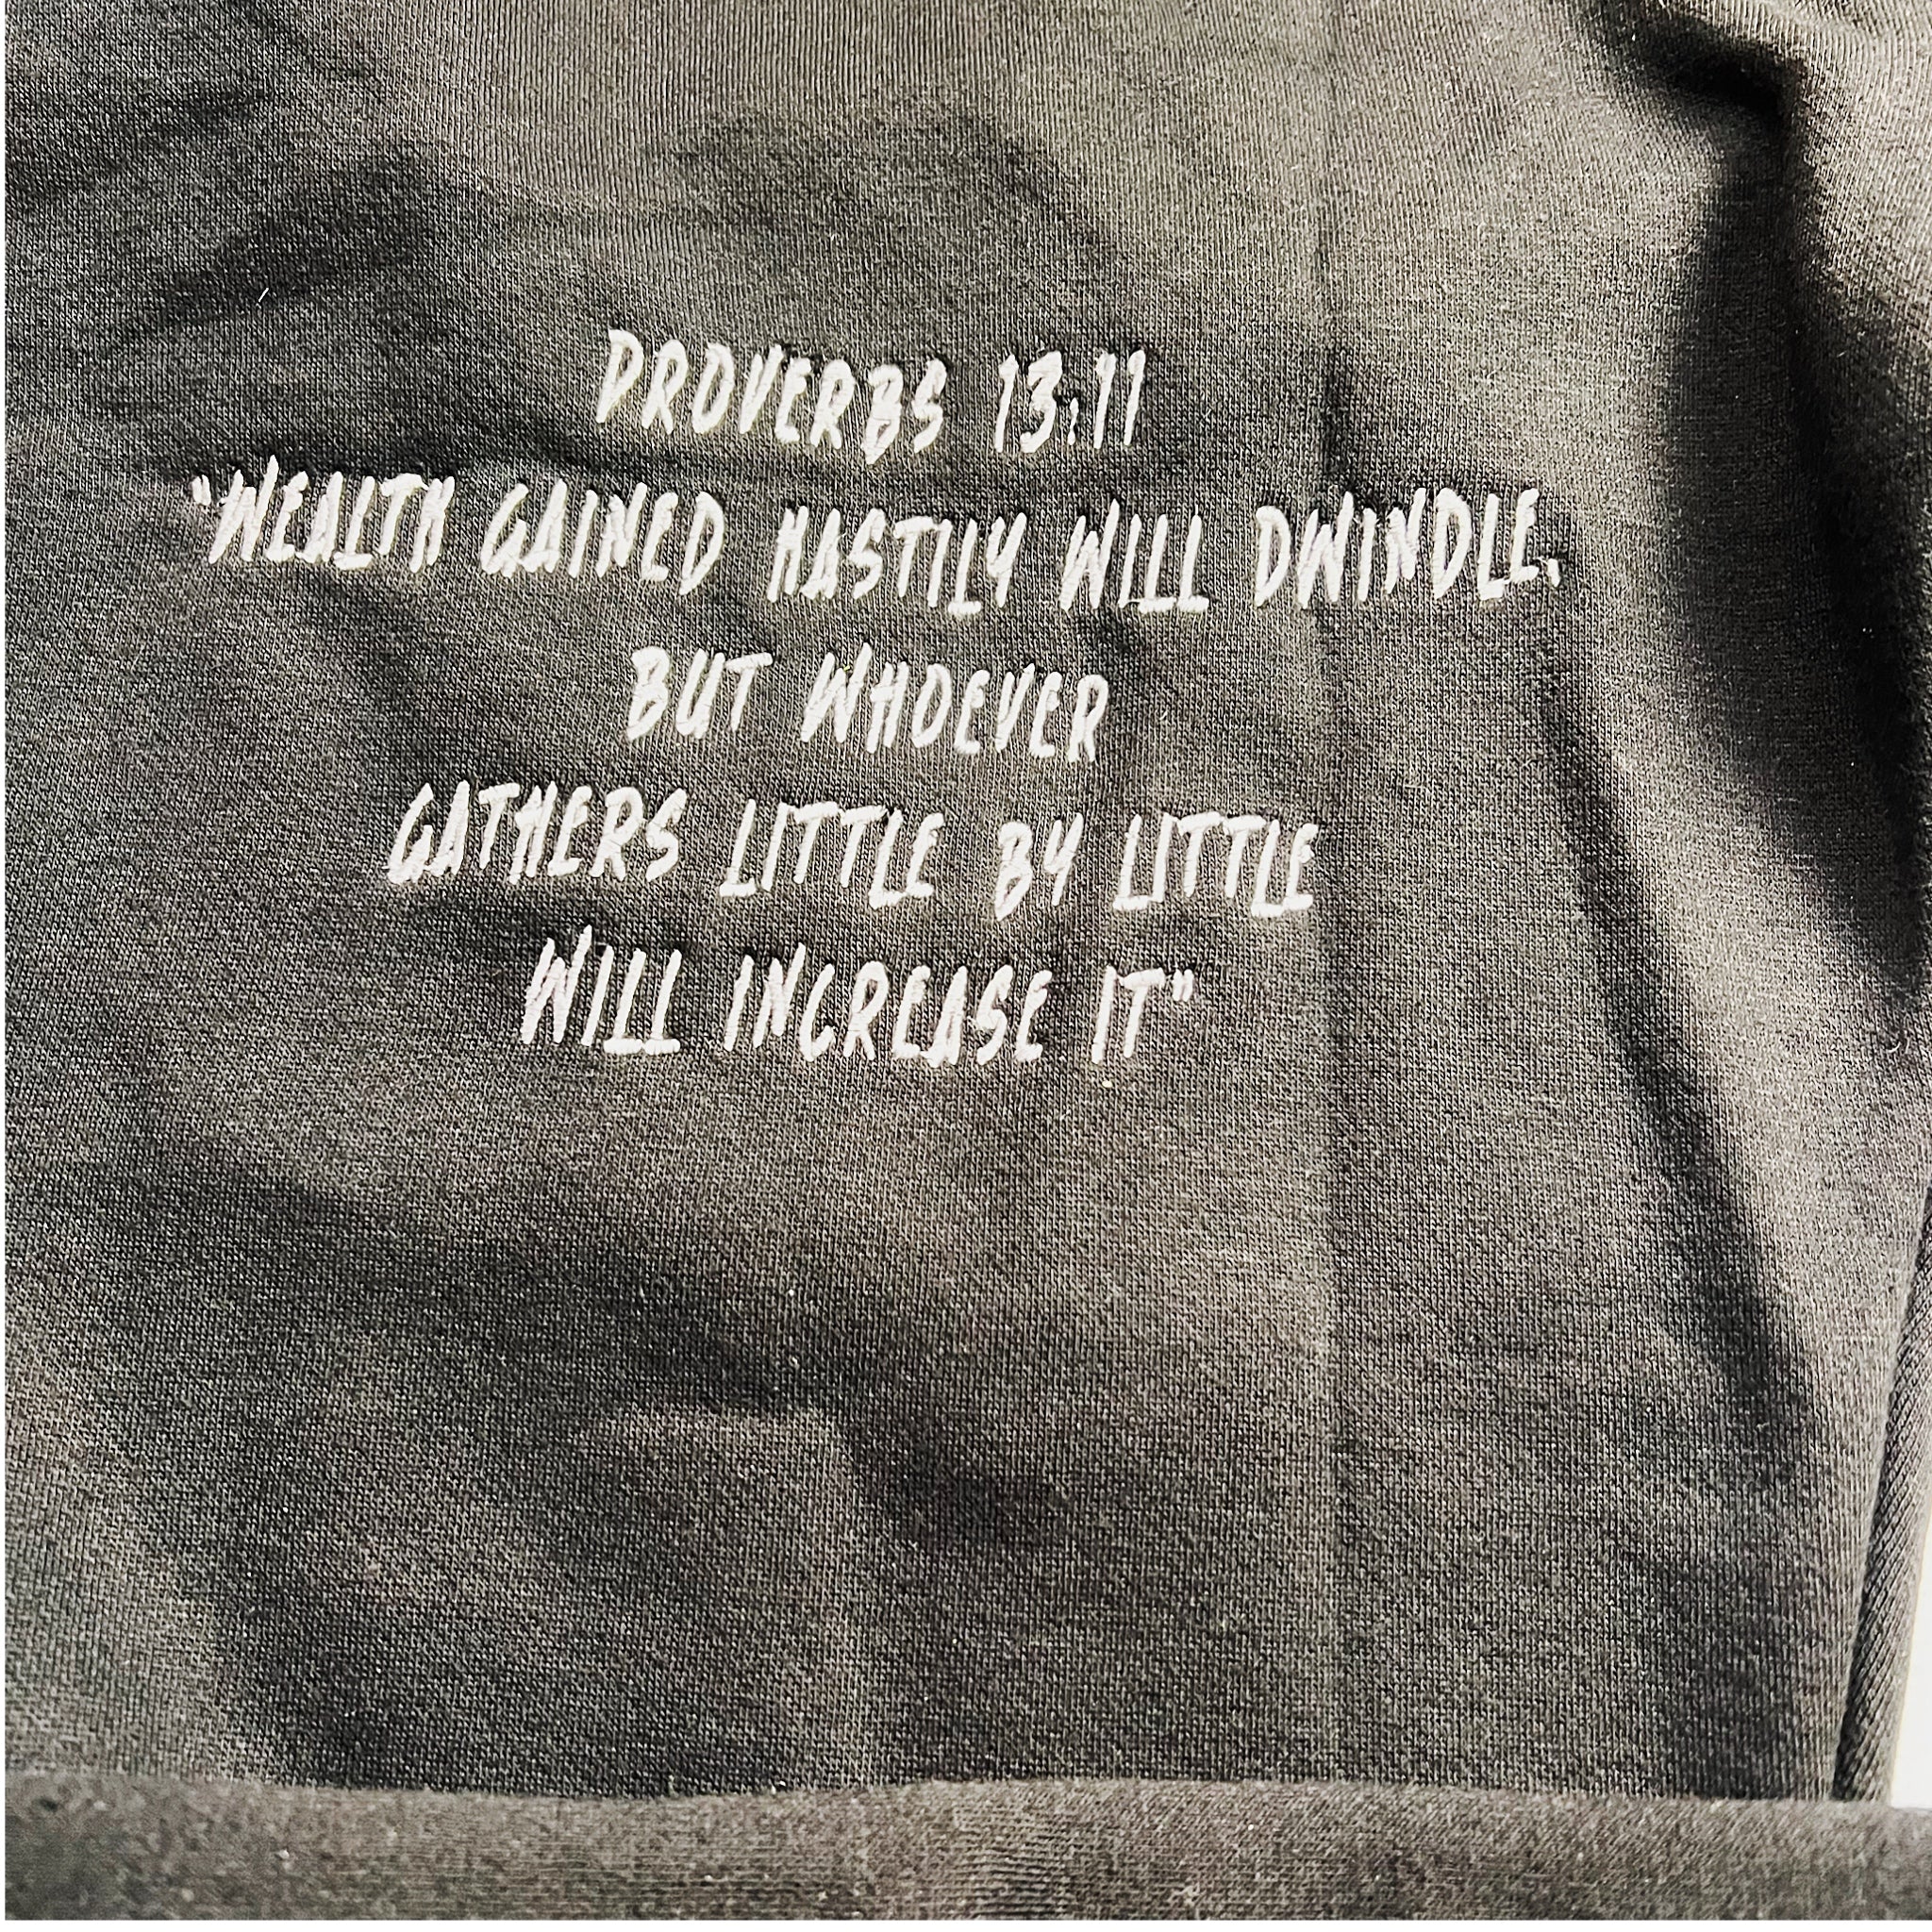 PROVERBS 13:11
"WEALTH GAINED HASTILY WILL DWINDLE,
BUT WHOEVER
GATHERS LITTLE BY LITTLE
WILL INCREASE IT"